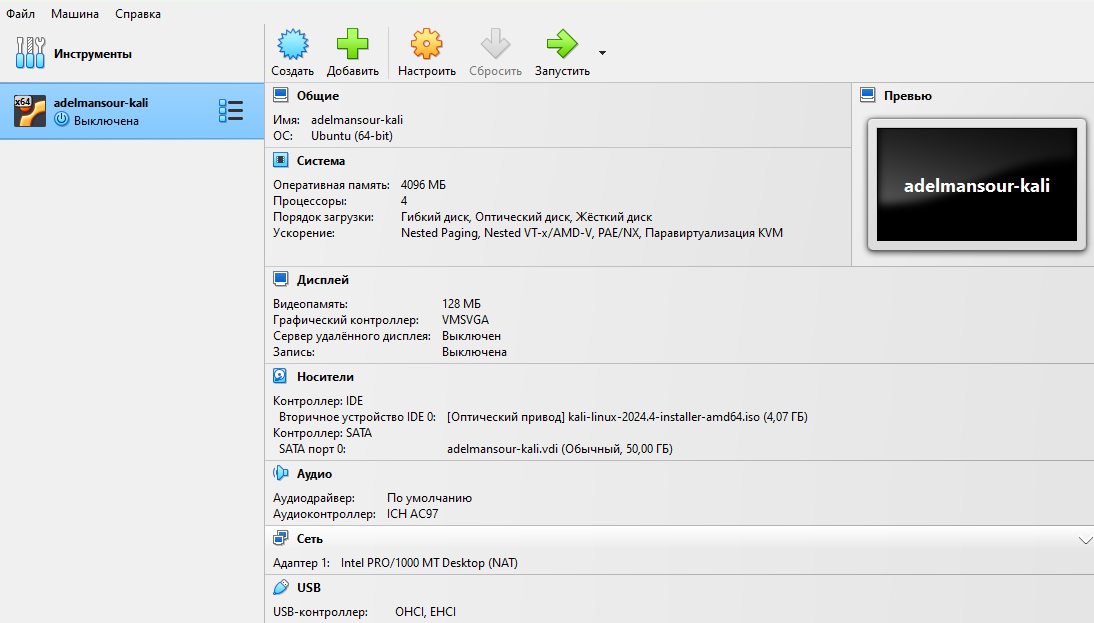 Файл Машина Справка
Инструменты
Создать Добавить Настроить Сбросить Запустить
x64 adelmansour-kali
Выключена
Общие
Имя: adelmansour-kali
ОС: Ubuntu (64-bit)
Система
Оперативная память: 4096 МБ
Процессоры: 4
Порядок загрузки: Гибкий диск, Оптический диск, Жёсткий диск
Ускорение: Nested Paging, Nested VT-x/AMD-V, PAE/NX, Паравиртуализация KVM
Превью
adelmansour-kali
Дисплей
Видеопамять: 128 МБ
Графический контроллер: VMSVGA
Сервер удалённого дисплея: Выключен
Запись: Выключена
Носители
Контроллер: IDE
Вторичное устройство IDE 0: [Оптический привод] kali-linux-2024.4-installer-amd64.iso (4,07 ГБ)
Контроллер: SATA
SATA порт 0: adelmansour-kali.vdi (Обычный, 50,00 ГБ)
Аудио
Аудиодрайвер: По умолчанию
Аудиоконтроллер: ICH AC97
Сеть
Адаптер 1: Intel PRO/1000 MT Desktop (NAT)
USB
USB-контроллер: OHCI, EHCI